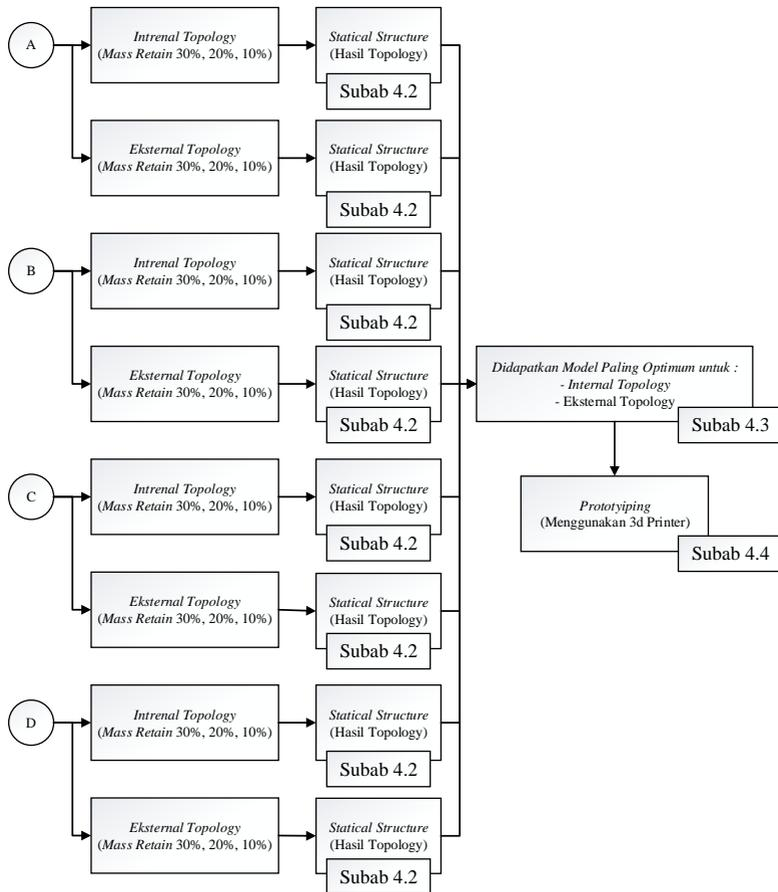 A
Intrenal Topology
(Mass Retain 30%, 20%, 10%)
Statical Structure
(Hasil Topology)
Subab 4.2
Eksternal Topology
(Mass Retain 30%, 20%, 10%)
Statical Structure
(Hasil Topology)
Subab 4.2
B
Intrenal Topology
(Mass Retain 30%, 20%, 10%)
Statical Structure
(Hasil Topology)
Subab 4.2
Eksternal Topology
(Mass Retain 30%, 20%, 10%)
Statical Structure
(Hasil Topology)
Subab 4.2
C
Intrenal Topology
(Mass Retain 30%, 20%, 10%)
Statical Structure
(Hasil Topology)
Subab 4.2
Eksternal Topology
(Mass Retain 30%, 20%, 10%)
Statical Structure
(Hasil Topology)
Subab 4.2
D
Intrenal Topology
(Mass Retain 30%, 20%, 10%)
Statical Structure
(Hasil Topology)
Subab 4.2
Eksternal Topology
(Mass Retain 30%, 20%, 10%)
Statical Structure
(Hasil Topology)
Subab 4.2
Didapatkan Model Paling Optimum untuk :
- Internal Topology
- Eksternal Topology
Subab 4.3
Prototyiping
(Menggunakan 3d Printer)
Subab 4.4